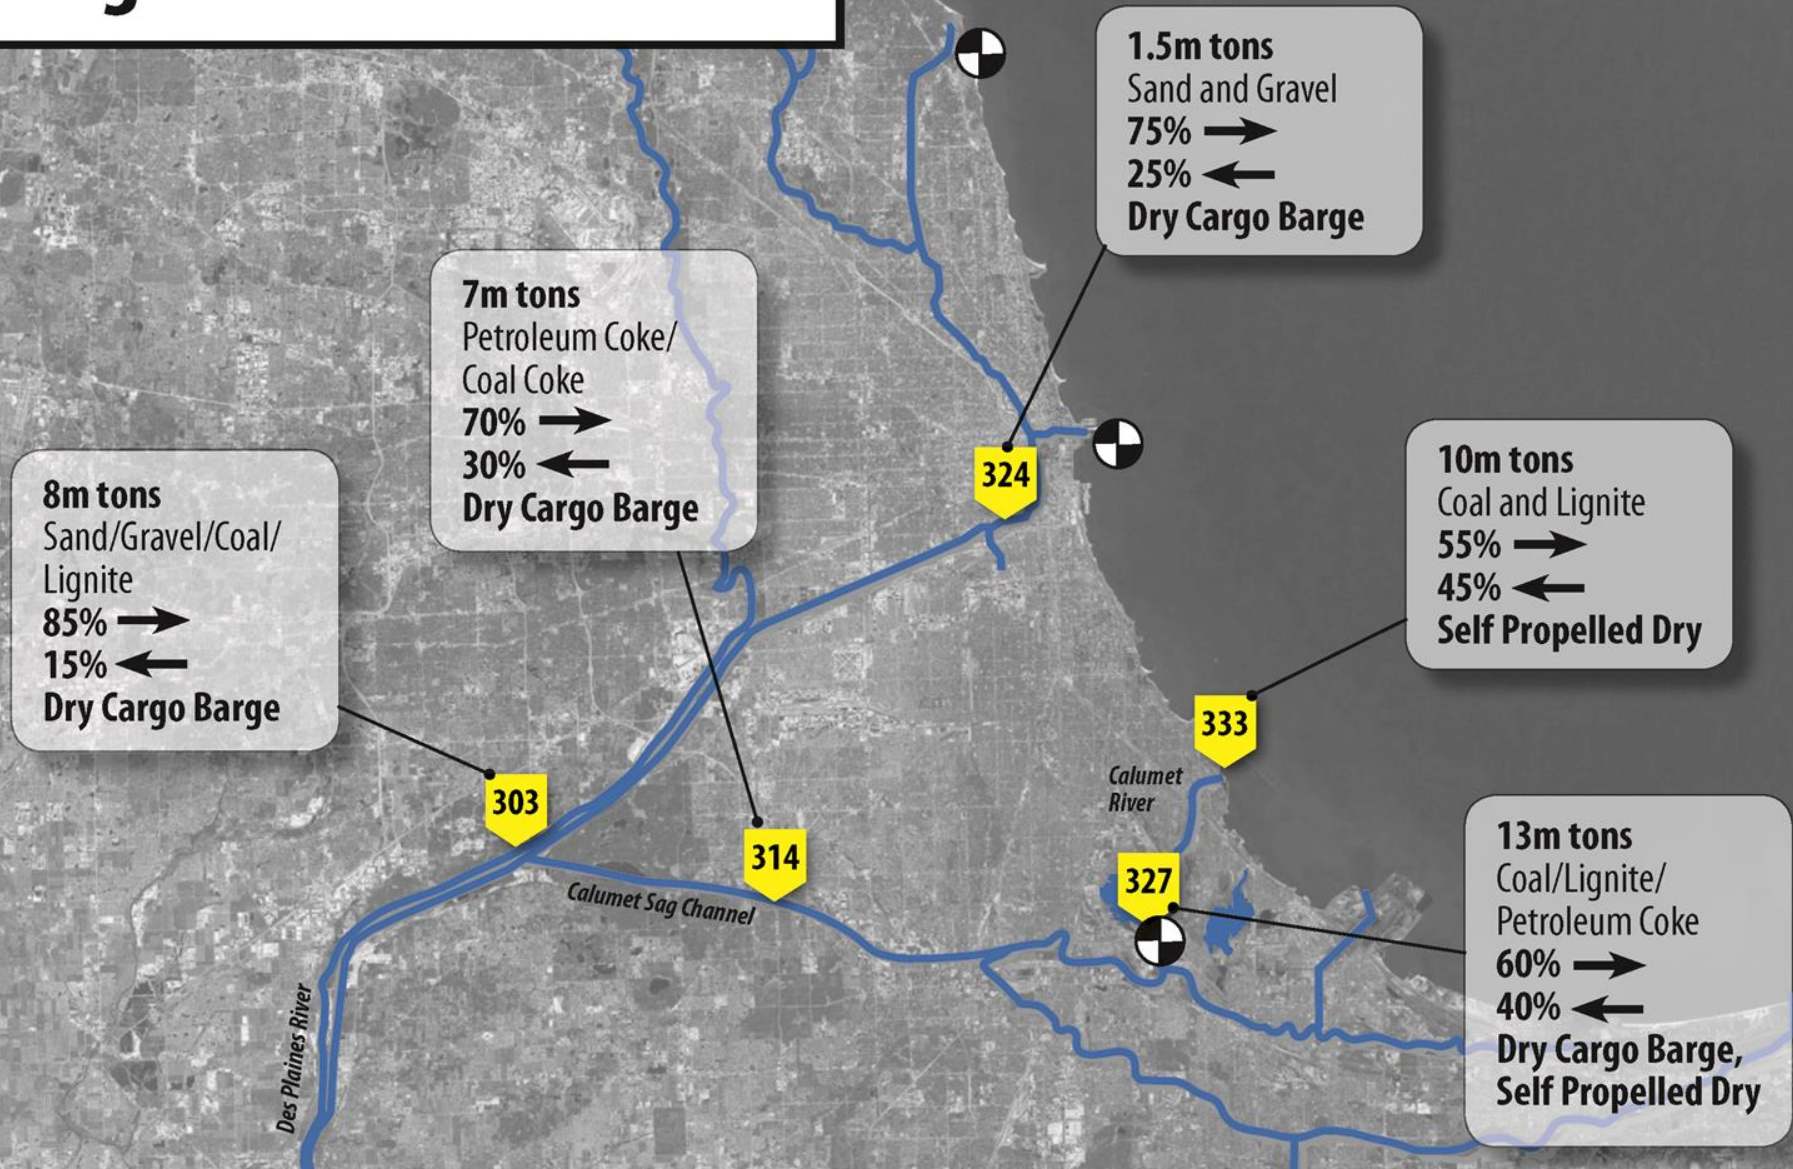 1.5m tons
Sand and Gravel
75%
25%
Dry Cargo Barge
7m tons
Petroleum Coke/
Coal Coke
70%
30%
Dry Cargo Barge
8m tons
Sand/Gravel/Coal/
Lignite
85%
15%
Dry Cargo Barge
324
10m tons
Coal and Lignite
55%
45%
Self Propelled Dry
333
303
314
Calumet
River
327
13m tons
Coal/Lignite/
Petroleum Coke
60%
40%
Dry Cargo Barge,
Self Propelled Dry
Calumet Sag Channel
Des Plaines River